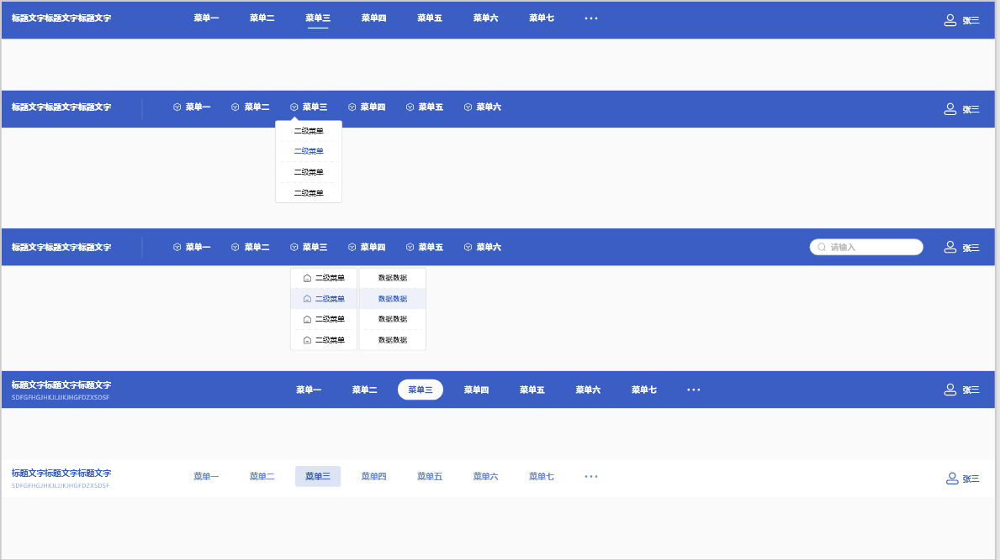 标题文字标题文字标题文字 菜单一 菜单二 菜单三 菜单四 菜单五 菜单六 菜单七 ··· 张三
标题文字标题文字标题文字 菜单一 菜单二 菜单三 菜单四 菜单五 菜单六 张三
二级菜单
二级菜单
二级菜单
二级菜单
标题文字标题文字标题文字 菜单一 菜单二 菜单三 菜单四 菜单五 菜单六 请输入 张三
二级菜单 数据数据
二级菜单 数据数据
二级菜单 数据数据
二级菜单 数据数据
标题文字标题文字标题文字 菜单一 菜单二 菜单三 菜单四 菜单五 菜单六 菜单七 ··· 张三
SDFGFHGJHKJLJJKJHGFDZXSDSF
标题文字标题文字标题文字 菜单一 菜单二 菜单三 菜单四 菜单五 菜单六 菜单七 ··· 张三
SDFGFHGJHKJLJJKJHGFDZXSDSF